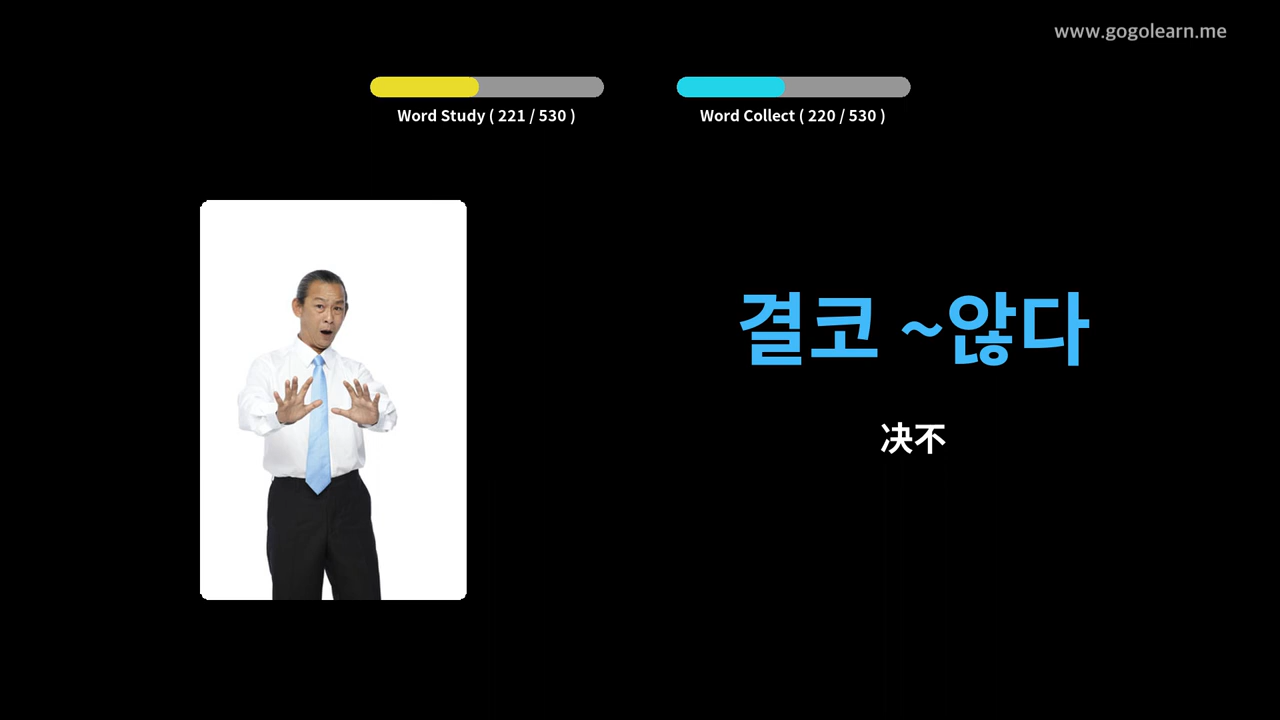 www.gogolearn.me
Word Study ( 221 / 530 )
Word Collect ( 220 / 530 )
결코 ~않다
决不